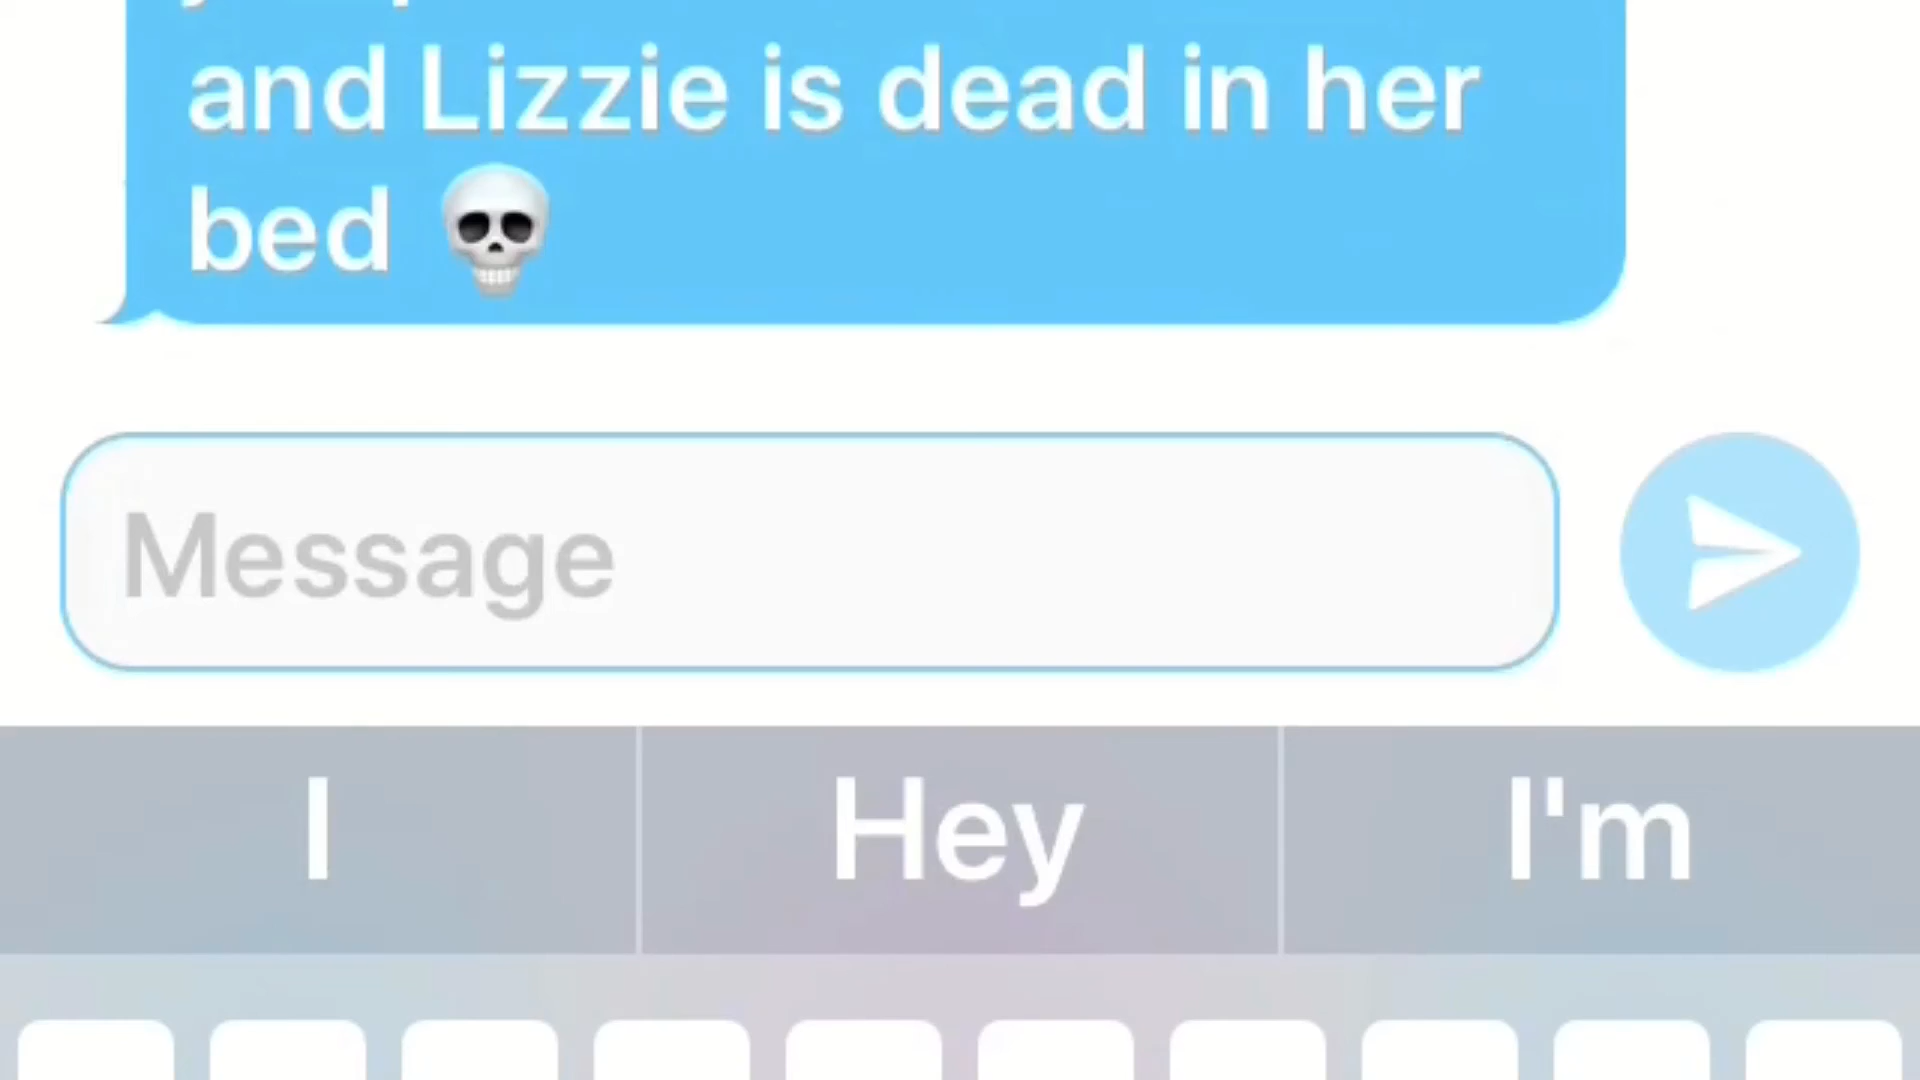 and Lizzie is dead in her
bed 💀
Message
I
Hey
I'm